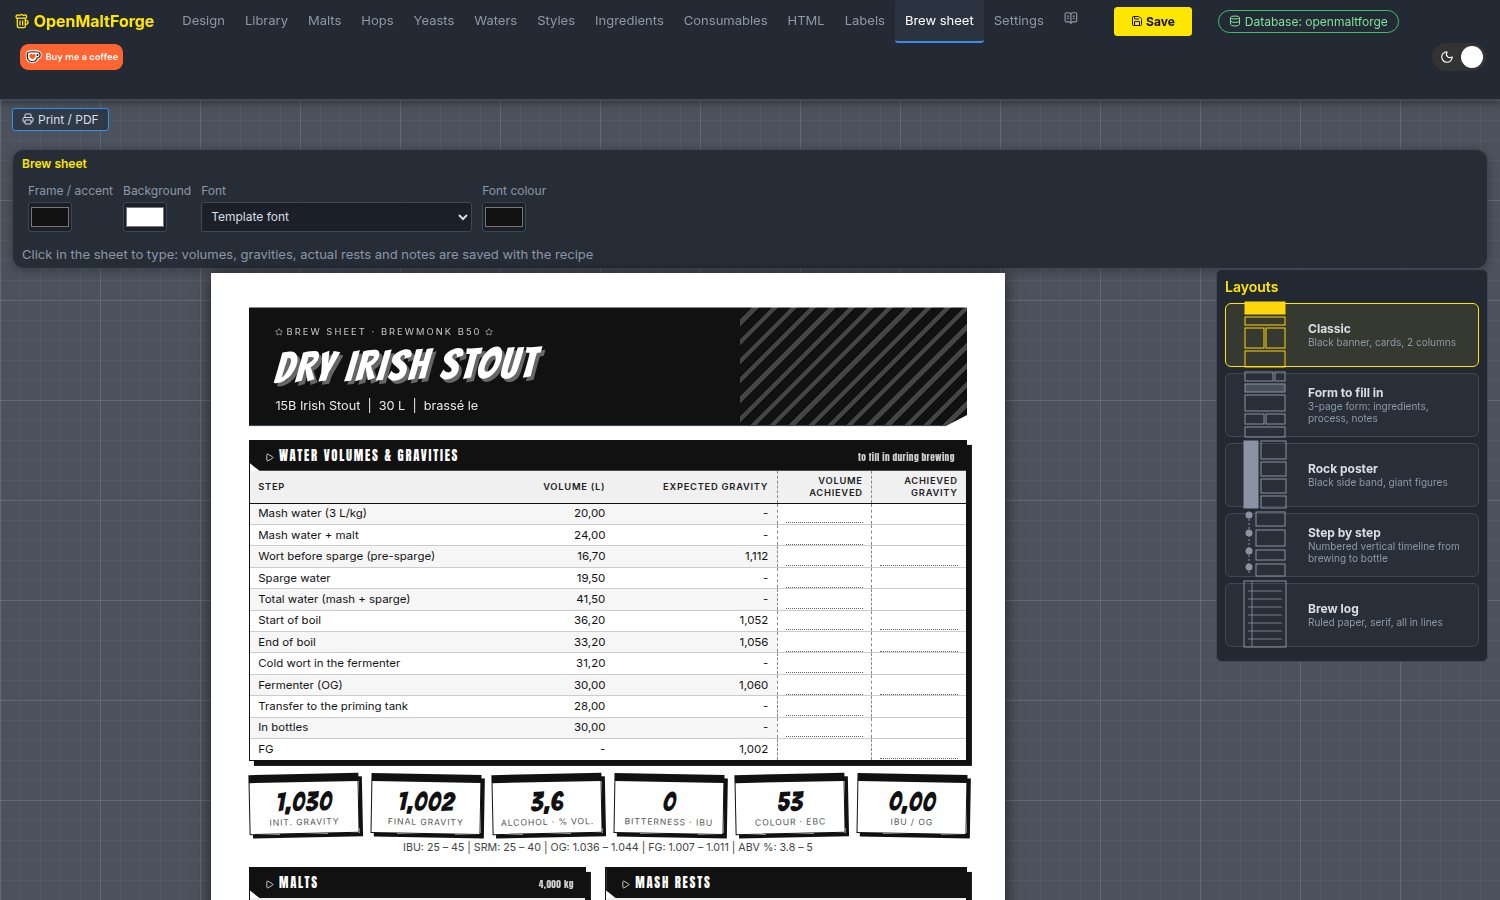 OpenMaltForge Design Library Malts Hops Yeasts Waters Styles Ingredients Consumables HTML Labels Brew sheet Settings Save Database: openmaltforge
Buy me a coffee
Print / PDF
Brew sheet
Frame / accent Background Font Font colour
Template font
Click in the sheet to type: volumes, gravities, actual rests and notes are saved with the recipe
BREW SHEET · BREWMONK B50
DRY IRISH STOUT
15B Irish Stout | 30 L | brassé le
WATER VOLUMES & GRAVITIES to fill in during brewing
STEP VOLUME (L) EXPECTED GRAVITY VOLUME ACHIEVED ACHIEVED GRAVITY
Mash water (3 L/kg) 20,00 -
Mash water + malt 24,00 -
Wort before sparge (pre-sparge) 16,70 1,112
Sparge water 19,50 -
Total water (mash + sparge) 41,50 -
Start of boil 36,20 1,052
End of boil 33,20 1,056
Cold wort in the fermenter 31,20 -
Fermenter (OG) 30,00 1,060
Transfer to the priming tank 28,00 -
In bottles 30,00 -
FG - 1,002
1,030 1,002 3,6 0 53 0,00
INIT. GRAVITY FINAL GRAVITY ALCOHOL · % VOL. BITTERNESS · IBU COLOUR · EBC IBU / OG
IBU: 25 – 45 | SRM: 25 – 40 | OG: 1.036 – 1.044 | FG: 1.007 – 1.011 | ABV %: 3.8 – 5
MALTS 4,000 kg MASH RESTS
Layouts
Classic
Black banner, cards, 2 columns
Form to fill in
3-page form: ingredients,
process, notes
Rock poster
Black side band, giant figures
Step by step
Numbered vertical timeline from
brewing to bottle
Brew log
Ruled paper, serif, all in lines